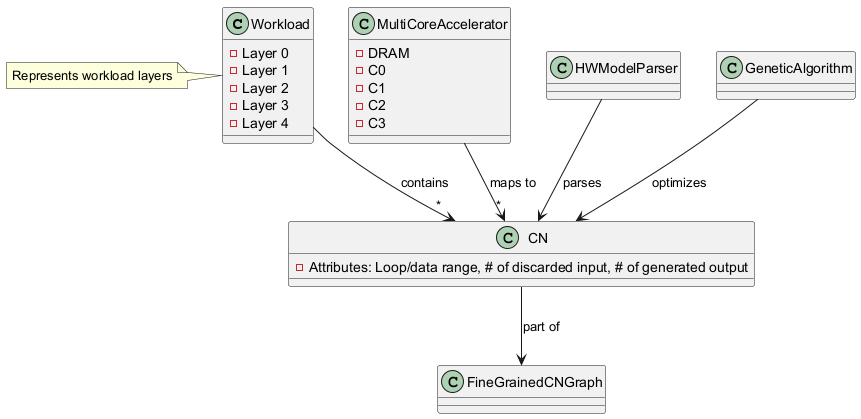 Workload
Layer 0
Layer 1
Layer 2
Layer 3
Layer 4
Represents workload layers
MultiCoreAccelerator
DRAM
C0
C1
C2
C3
HWModelParser
GeneticAlgorithm
contains
*
maps to
*
parses
optimizes
CN
Attributes: Loop/data range, # of discarded input, # of generated output
part of
FineGrainedCNGraph